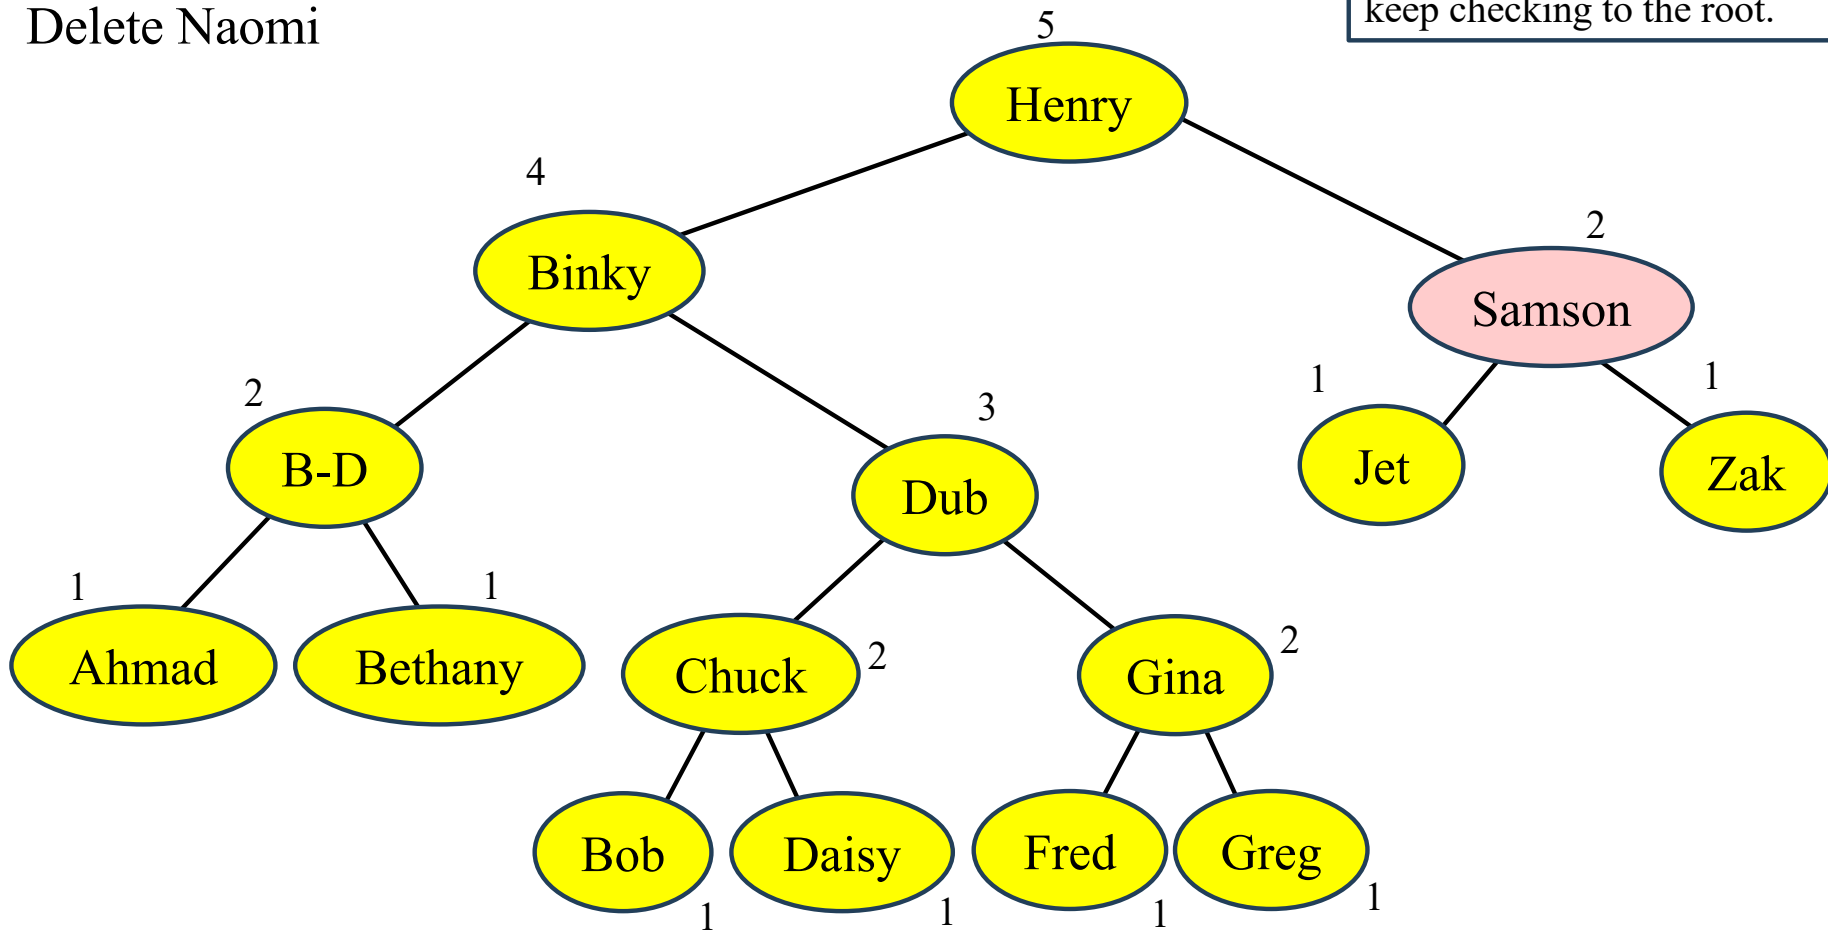 Delete Naomi
keep checking to the root.
5
Henry
4
Binky
2
Samson
2
B-D
3
Dub
1
Jet
1
Zak
1
Ahmad
1
Bethany
Chuck
2
Gina
2
Bob
1
Daisy
1
Fred
1
Greg
1